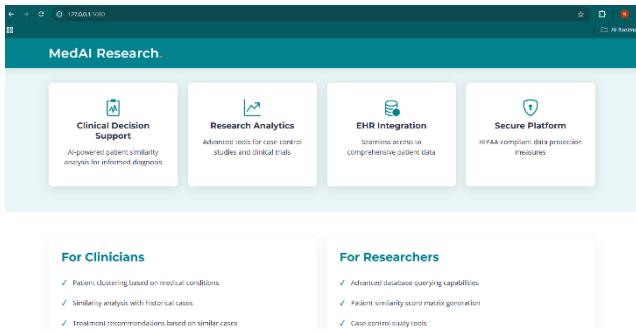 127.0.0.1:5000
MedAI Research.
Clinical Decision
Support
AI-powered patient similarity
analysis for informed diagnosis
Research Analytics
Advanced tools for case-control
studies and clinical trials
EHR Integration
Seamless access to
comprehensive patient data
Secure Platform
HIPAA-compliant data protection
measures
For Clinicians
✓ Patient clustering based on medical conditions
✓ Similarity analysis with historical cases
✓ Treatment recommendations based on similar cases
For Researchers
✓ Advanced database querying capabilities
✓ Patient similarity score matrix generation
✓ Case control study tools